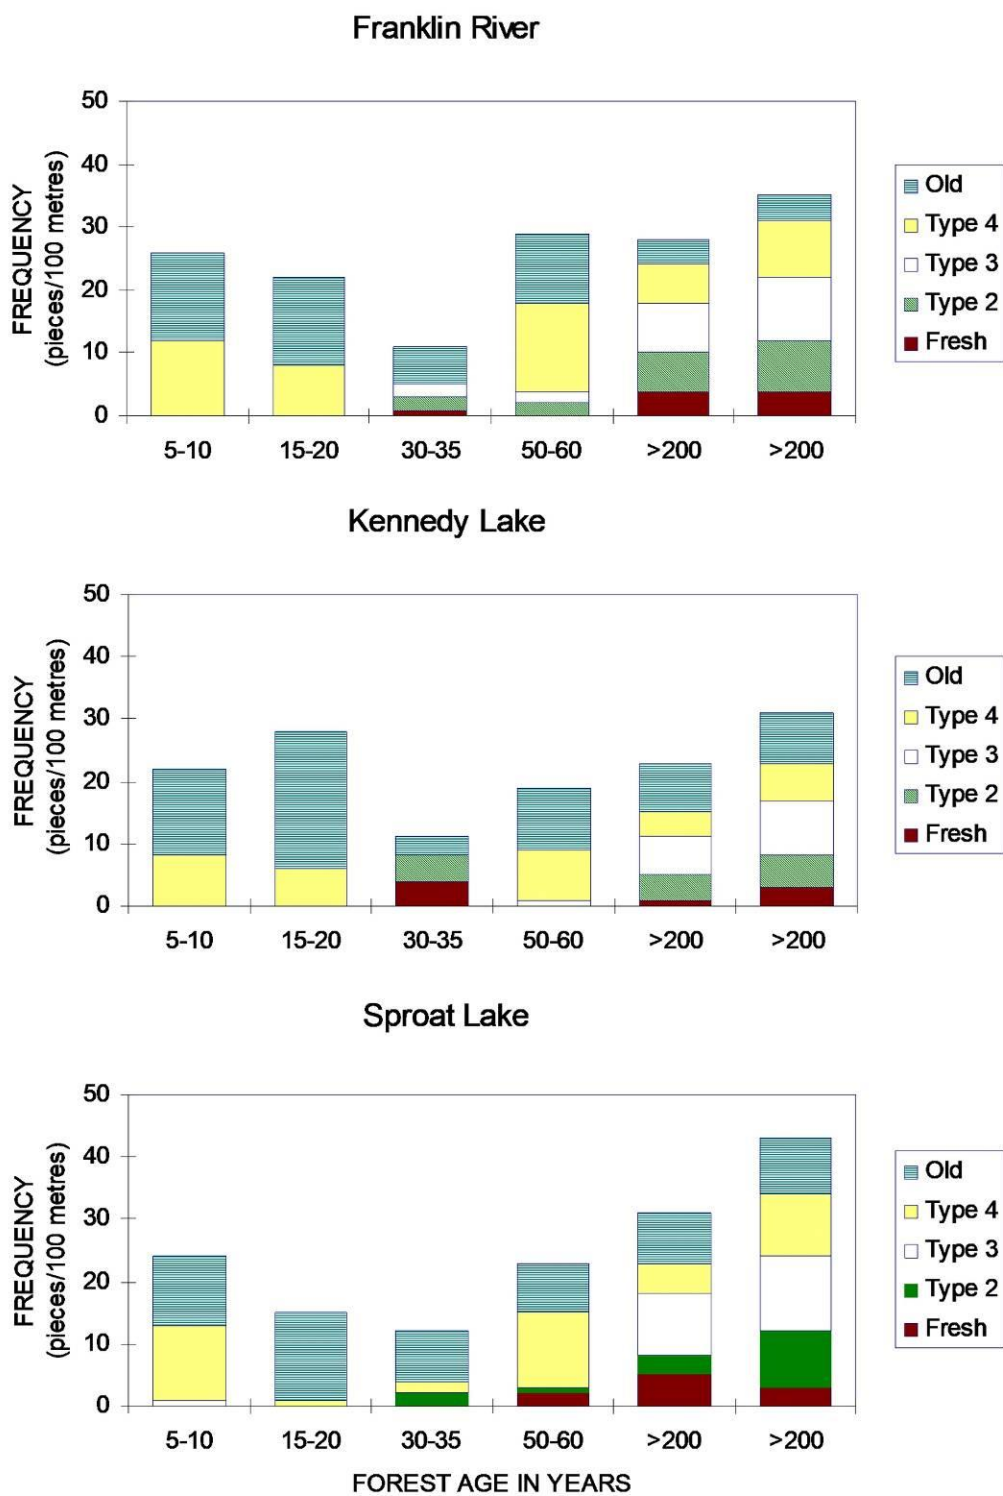 Franklin River
FREQUENCY
(pieces/100 metres)
50
40
30
20
10
0
5-10 15-20 30-35 50-60 >200 >200
Old
Type 4
Type 3
Type 2
Fresh
Kennedy Lake
FREQUENCY
(pieces/100 metres)
50
40
30
20
10
0
5-10 15-20 30-35 50-60 >200 >200
Old
Type 4
Type 3
Type 2
Fresh
Sproat Lake
FREQUENCY
(pieces/100 metres)
50
40
30
20
10
0
5-10 15-20 30-35 50-60 >200 >200
FOREST AGE IN YEARS
Old
Type 4
Type 3
Type 2
Fresh